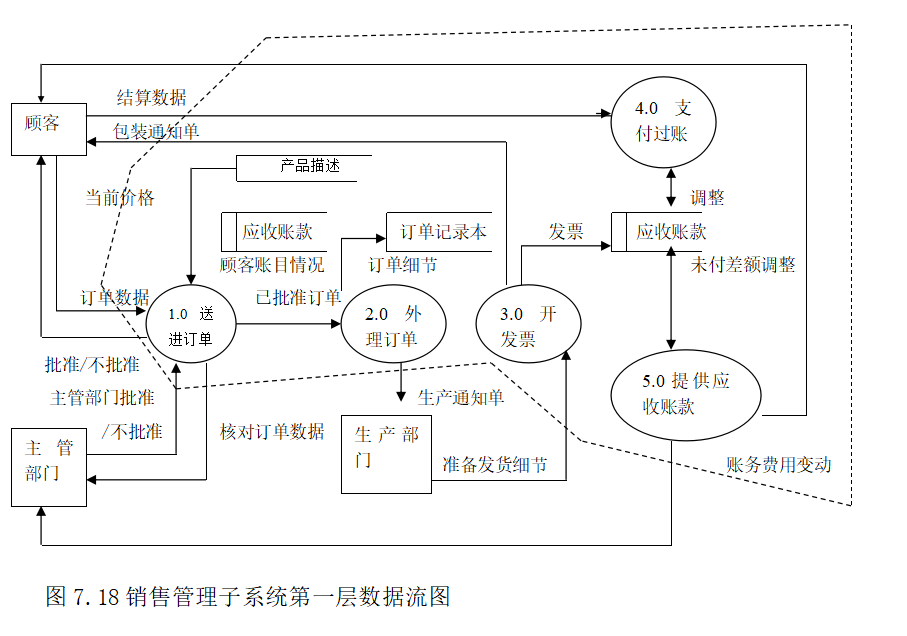 结算数据
4.0 支
付过账
顾客
包装通知单
产品描述
当前价格
调整
应收账款
订单记录本
发票
应收账款
顾客账目情况
订单细节
未付差额调整
订单数据
已批准订单
1.0 送
进订单
2.0 外
理订单
3.0 开
发票
批准/不批准
5.0 提供应
收账款
主管部门批准
/不批准
生产通知单
核对订单数据
主管
部门
生产部
门
准备发货细节
账务费用变动
图 7.18 销售管理子系统第一层数据流图